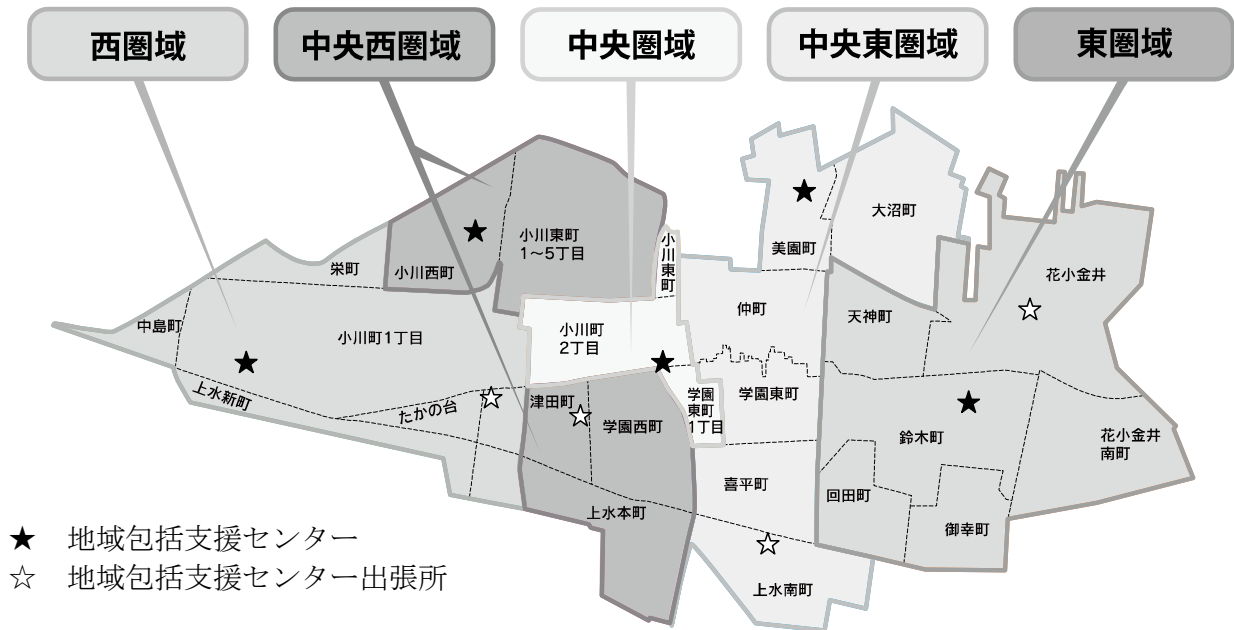 西圏域
中央西圏域
中央圏域
中央東圏域
東圏域
大沼町
美園町
小川東町
1～5丁目
小川東町
栄町
小川西町
花小金井
中島町
小川町1丁目
小川町
2丁目
仲町
天神町
上水新町
たかの台
津田町
学園西町
学園
東町
1丁目
学園東町
鈴木町
花小金井
南町
喜平町
回田町
上水本町
御幸町
上水南町
★ 地域包括支援センター
☆ 地域包括支援センター出張所